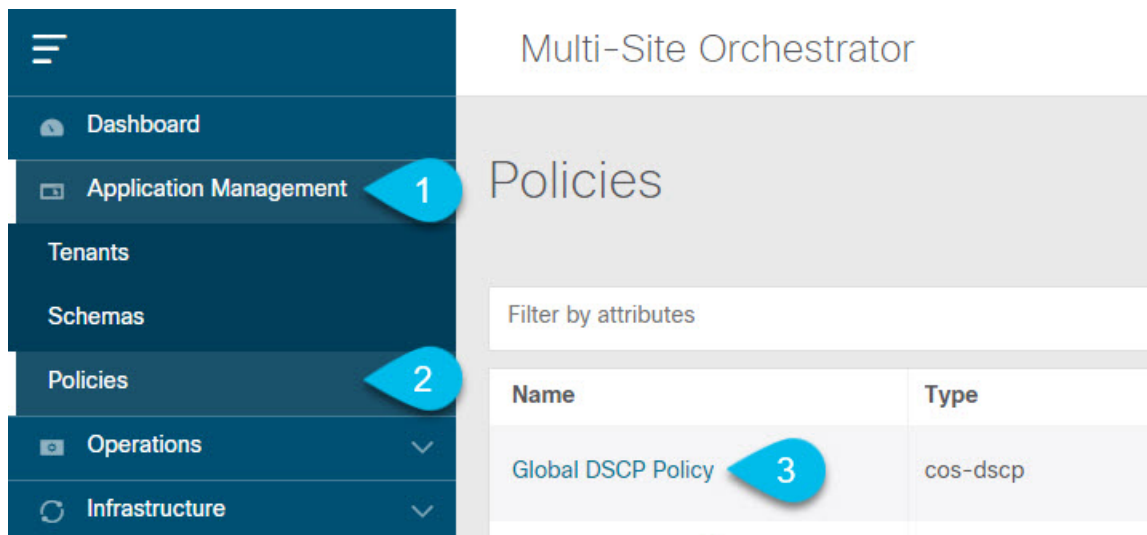 Multi-Site Orchestrator
Dashboard
Application Management 1
Tenants
Schemas
Policies 2
Operations
Infrastructure
Policies
Filter by attributes
Name Type
Global DSCP Policy 3 cos-dscp